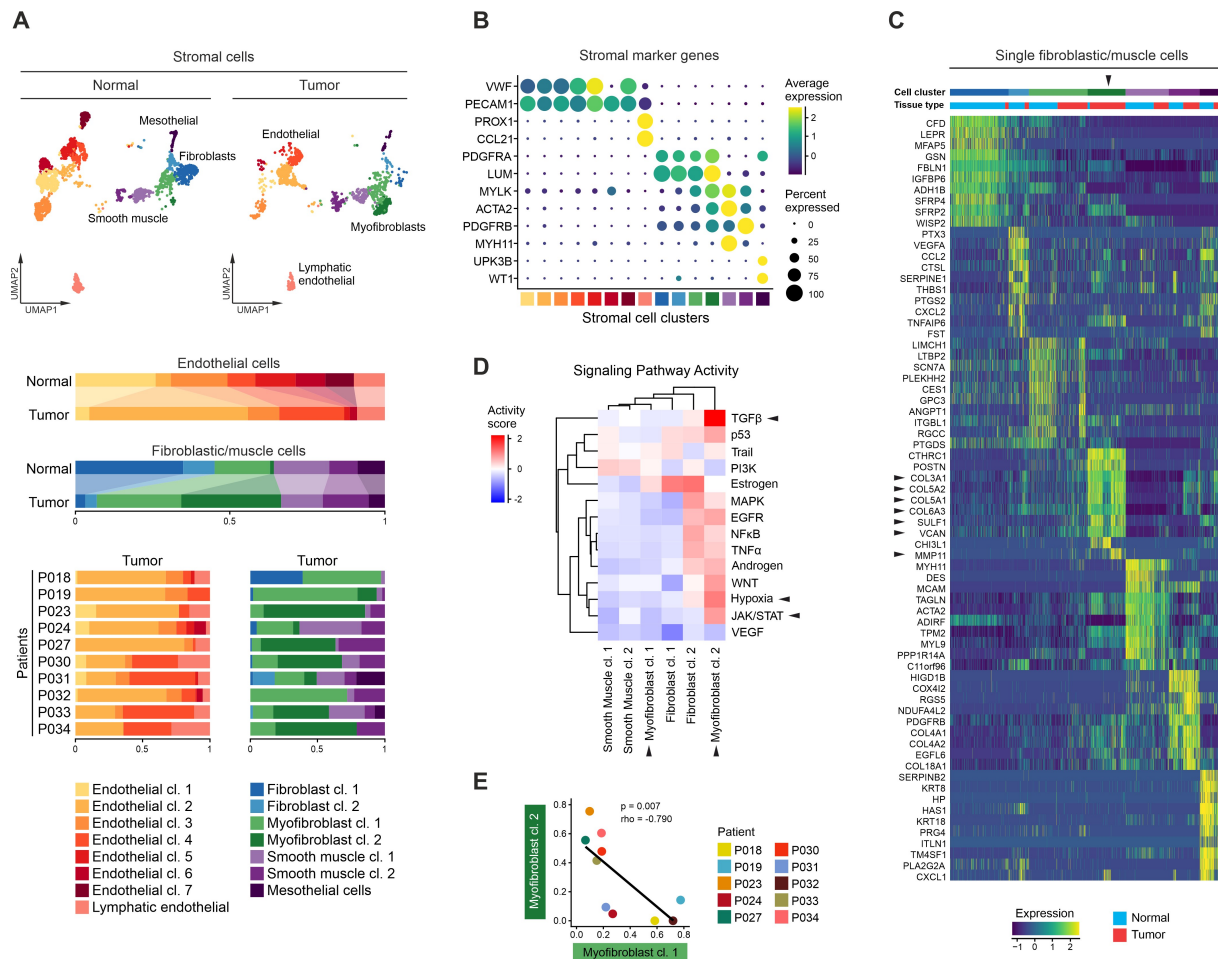 A
Stromal cells
Normal
Tumor
Mesothelial
Endothelial
Fibroblasts
Smooth muscle
Myofibroblasts
Lymphatic
endothelial
UMAP2
UMAP1
UMAP2
UMAP1
Endothelial cells
Normal
Tumor
Fibroblastic/muscle cells
Normal
Tumor
0 0.5 1
Tumor
Tumor
Patients
P018
P019
P023
P024
P027
P030
P031
P032
P033
P034
0 0.5 1
0 0.5 1
Endothelial cl. 1
Endothelial cl. 2
Endothelial cl. 3
Endothelial cl. 4
Endothelial cl. 5
Endothelial cl. 6
Endothelial cl. 7
Lymphatic endothelial
Fibroblast cl. 1
Fibroblast cl. 2
Myofibroblast cl. 1
Myofibroblast cl. 2
Smooth muscle cl. 1
Smooth muscle cl. 2
Mesothelial cells
B
Stromal marker genes
VWF
PECAM1
PROX1
CCL21
PDGFRA
LUM
MYLK
ACTA2
PDGFRB
MYH11
UPK3B
WT1
Stromal cell clusters
Average
expression
2
1
0
Percent
expressed
0
25
50
75
100
C
Single fibroblastic/muscle cells
Cell cluster
Tissue type
CFD
LEPR
MFAP5
GSN
FBLN1
IGFBP6
ADH1B
SFRP4
SFRP2
WISP2
PTX3
VEGFA
CCL2
CTSL
SERPINE1
THBS1
PTGS2
CXCL2
TNFAIP6
FST
LIMCH1
LTBP2
SCN7A
PLEKHH2
CES1
GPC3
ANGPT1
ITGBL1
RGCC
PTGDS
CTHRC1
POSTN
COL3A1
COL5A2
COL5A1
COL6A3
SULF1
VCAN
CHI3L1
MMP11
MYH11
DES
MCAM
TAGLN
ACTA2
ADIRF
TPM2
MYL9
PPP1R14A
C11orf96
HIGD1B
COX4I2
RGS5
NDUFA4L2
PDGFRB
COL4A1
COL4A2
EGFL6
COL18A1
SERPINB2
KRT8
HP
HAS1
KRT18
PRG4
ITLN1
TM4SF1
PLA2G2A
CXCL1
Expression
-1 0 1 2
Normal
Tumor
D
Signaling Pathway Activity
Activity
score
2
0
-2
TGFβ
p53
Trail
PI3K
Estrogen
MAPK
EGFR
NFκB
TNFα
Androgen
WNT
Hypoxia
JAK/STAT
VEGF
Smooth Muscle cl. 1
Smooth Muscle cl. 2
Myofibroblast cl. 1
Fibroblast cl. 1
Fibroblast cl. 2
Myofibroblast cl. 2
E
Myofibroblast cl. 2
0.8
0.6
0.4
0.2
0.0
p = 0.007
rho = -0.790
0.0 0.2 0.4 0.6 0.8
Myofibroblast cl. 1
Patient
P018
P019
P023
P024
P027
P030
P031
P032
P033
P034